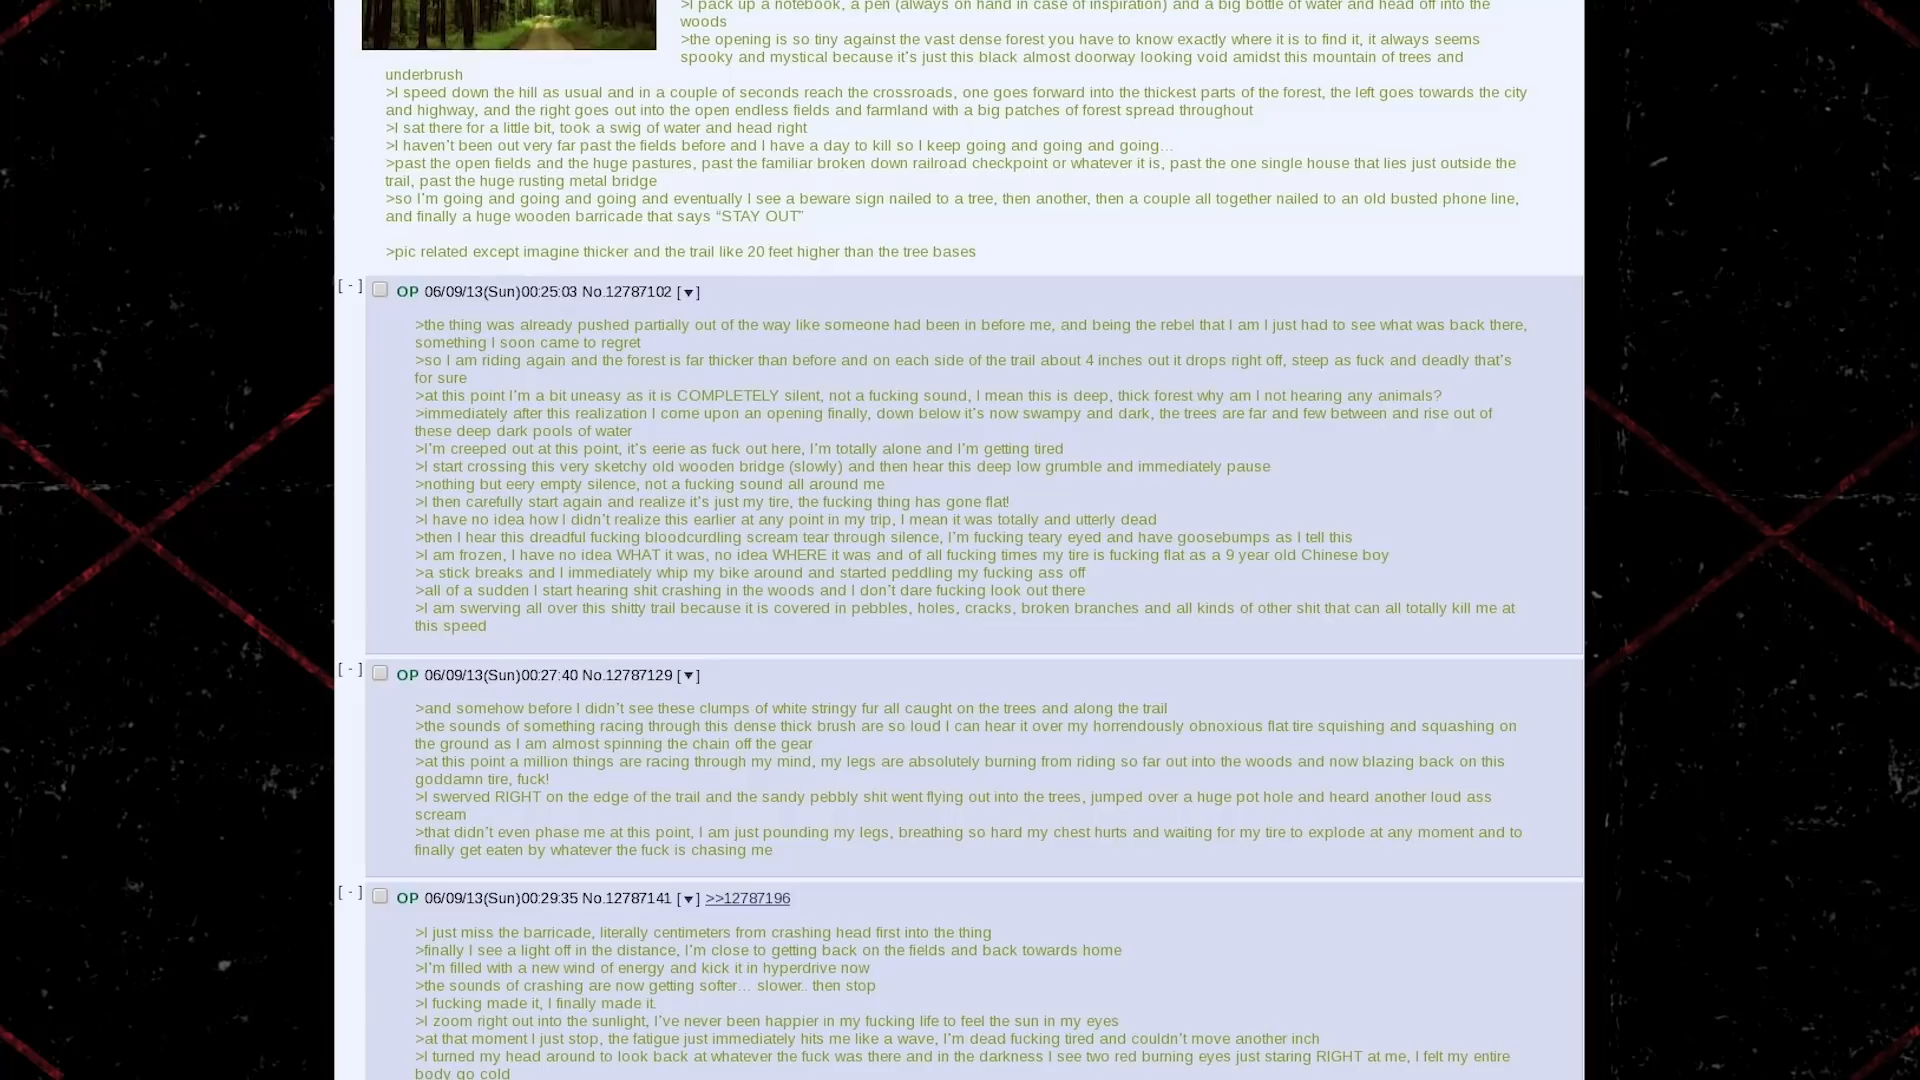 >I pack up a notebook, a pen (always on hand in case of inspiration) and a big bottle of water and head off into the
woods
>the opening is so tiny against the vast dense forest you have to know exactly where it is to find it, it always seems
spooky and mystical because it's just this black almost doorway looking void amidst this mountain of trees and
underbrush
>I speed down the hill as usual and in a couple of seconds reach the crossroads, one goes forward into the thickest parts of the forest, the left goes towards the city
and highway, and the right goes out into the open endless fields and farmland with a big patches of forest spread throughout
>I sat there for a little bit, took a swig of water and head right
>I haven't been out very far past the fields before and I have a day to kill so I keep going and going and going…
>past the open fields and the huge pastures, past the familiar broken down railroad checkpoint or whatever it is, past the one single house that lies just outside the
trail, past the huge rusting metal bridge
>so I'm going and going and going and eventually I see a beware sign nailed to a tree, then another, then a couple all together nailed to an old busted phone line,
and finally a huge wooden barricade that says “STAY OUT”
>pic related except imagine thicker and the trail like 20 feet higher than the tree bases
[ - ] OP 06/09/13(Sun)00:25:03 No.12787102 [▼]
>the thing was already pushed partially out of the way like someone had been in before me, and being the rebel that I am I just had to see what was back there,
something I soon came to regret
>so I am riding again and the forest is far thicker than before and on each side of the trail about 4 inches out it drops right off, steep as fuck and deadly that's
for sure
>at this point I'm a bit uneasy as it is COMPLETELY silent, not a fucking sound, I mean this is deep, thick forest why am I not hearing any animals?
>immediately after this realization I come upon an opening finally, down below it's now swampy and dark, the trees are far and few between and rise out of
these deep dark pools of water
>I'm creeped out at this point, it's eerie as fuck out here, I'm totally alone and I'm getting tired
>I start crossing this very sketchy old wooden bridge (slowly) and then hear this deep low grumble and immediately pause
>nothing but eery empty silence, not a fucking sound all around me
>I then carefully start again and realize it's just my tire, the fucking thing has gone flat!
>I have no idea how I didn't realize this earlier at any point in my trip, I mean it was totally and utterly dead
>then I hear this dreadful fucking bloodcurdling scream tear through silence, I'm fucking teary eyed and have goosebumps as I tell this
>I am frozen, I have no idea WHAT it was, no idea WHERE it was and of all fucking times my tire is fucking flat as a 9 year old Chinese boy
>a stick breaks and I immediately whip my bike around and started peddling my fucking ass off
>all of a sudden I start hearing shit crashing in the woods and I don't dare fucking look out there
>I am swerving all over this shitty trail because it is covered in pebbles, holes, cracks, broken branches and all kinds of other shit that can all totally kill me at
this speed
[ - ] OP 06/09/13(Sun)00:27:40 No.12787129 [▼]
>and somehow before I didn't see these clumps of white stringy fur all caught on the trees and along the trail
>the sounds of something racing through this dense thick brush are so loud I can hear it over my horrendously obnoxious flat tire squishing and squashing on
the ground as I am almost spinning the chain off the gear
>at this point a million things are racing through my mind, my legs are absolutely burning from riding so far out into the woods and now blazing back on this
goddamn tire, fuck!
>I swerved RIGHT on the edge of the trail and the sandy pebbly shit went flying out into the trees, jumped over a huge pot hole and heard another loud ass
scream
>that didn't even phase me at this point, I am just pounding my legs, breathing so hard my chest hurts and waiting for my tire to explode at any moment and to
finally get eaten by whatever the fuck is chasing me
[ - ] OP 06/09/13(Sun)00:29:35 No.12787141 [▼] >>12787196
>I just miss the barricade, literally centimeters from crashing head first into the thing
>finally I see a light off in the distance, I'm close to getting back on the fields and back towards home
>I'm filled with a new wind of energy and kick it in hyperdrive now
>the sounds of crashing are now getting softer… slower.. then stop
>I fucking made it, I finally made it.
>I zoom right out into the sunlight, I've never been happier in my fucking life to feel the sun in my eyes
>at that moment I just stop, the fatigue just immediately hits me like a wave, I'm dead fucking tired and couldn't move another inch
>I turned my head around to look back at whatever the fuck was there and in the darkness I see two red burning eyes just staring RIGHT at me, I felt my entire
body go cold